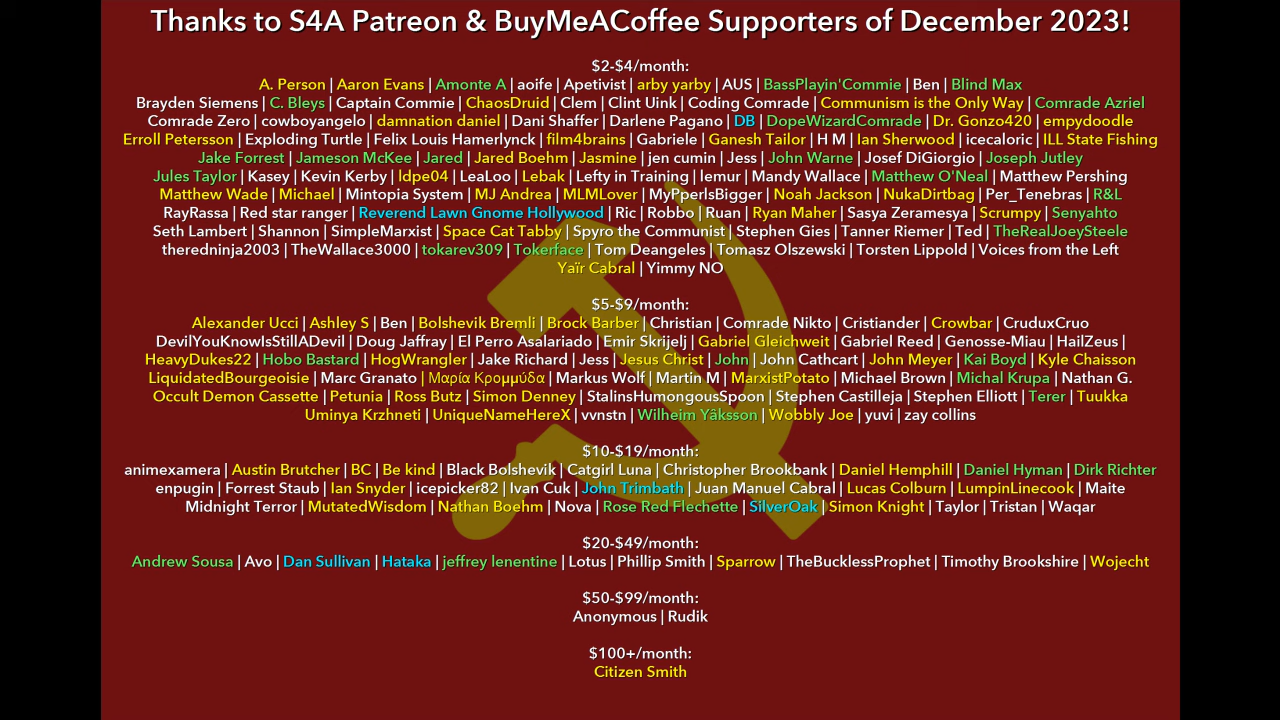 Thanks to S4A Patreon & BuyMeACoffee Supporters of December 2023!
$2-$4/month:
A. Person | Aaron Evans | Amonte A | aoife | Apetivist | arby yarby | AUS | BassPlayin'Commie | Ben | Blind Max
Brayden Siemens | C. Bleys | Captain Commie | ChaosDruid | Clem | Clint Uink | Coding Comrade | Communism is the Only Way | Comrade Azriel
Comrade Zero | cowboyangelo | damnation daniel | Dani Shaffer | Darlene Pagano | DB | DopeWizardComrade | Dr. Gonzo420 | empydoodle
Erroll Petersson | Exploding Turtle | Felix Louis Hamerlynck | film4brains | Gabriele | Ganesh Tailor | H M | Ian Sherwood | icecaloric | ILL State Fishing
Jake Forrest | Jameson McKee | Jared | Jared Boehm | Jasmine | jen cumin | Jess | John Warne | Josef DiGiorgio | Joseph Jutley
Jules Taylor | Kasey | Kevin Kerby | ldpe04 | LeaLoo | Lebak | Lefty in Training | lemur | Mandy Wallace | Matthew O'Neal | Matthew Pershing
Matthew Wade | Michael | Mintopia System | MJ Andrea | MLMLover | MyPperlsBigger | Noah Jackson | NukaDirtbag | Per_Tenebras | R&L
RayRassa | Red star ranger | Reverend Lawn Gnome Hollywood | Ric | Robbo | Ruan | Ryan Maher | Sasya Zeramesya | Scrumpy | Senyahto
Seth Lambert | Shannon | SimpleMarxist | Space Cat Tabby | Spyro the Communist | Stephen Gies | Tanner Riemer | Ted | TheRealJoeySteele
theredninja2003 | TheWallace3000 | tokarev309 | Tokerface | Tom Deangeles | Tomasz Olszewski | Torsten Lippold | Voices from the Left
Yaïr Cabral | Yimmy NO
$5-$9/month:
Alexander Ucci | Ashley S | Ben | Bolshevik Bremli | Brock Barber | Christian | Comrade Nikto | Cristiander | Crowbar | CruduxCruo
DevilYouKnowIsStillADevil | Doug Jaffray | El Perro Asalariado | Emir Skrijelj | Gabriel Gleichweit | Gabriel Reed | Genosse-Miau | HailZeus |
HeavyDukes22 | Hobo Bastard | HogWrangler | Jake Richard | Jess | Jesus Christ | John | John Cathcart | John Meyer | Kai Boyd | Kyle Chaisson
LiquidatedBourgeoisie | Marc Granato | Μαρία Κρομμύδα | Markus Wolf | Martin M | MarxistPotato | Michael Brown | Michal Krupa | Nathan G.
Occult Demon Cassette | Petunia | Ross Butz | Simon Denney | StalinsHumongousSpoon | Stephen Castilleja | Stephen Elliott | Terer | Tuukka
Uminya Krzhneti | UniqueNameHereX | vvnstn | Wilheim Yâksson | Wobbly Joe | yuvi | zay collins
$10-$19/month:
animexamera | Austin Brutcher | BC | Be kind | Black Bolshevik | Catgirl Luna | Christopher Brookbank | Daniel Hemphill | Daniel Hyman | Dirk Richter
enpugin | Forrest Staub | Ian Snyder | icepicker82 | Ivan Cuk | John Trimbath | Juan Manuel Cabral | Lucas Colburn | LumpinLinecook | Maite
Midnight Terror | MutatedWisdom | Nathan Boehm | Nova | Rose Red Flechette | SilverOak | Simon Knight | Taylor | Tristan | Waqar
$20-$49/month:
Andrew Sousa | Avo | Dan Sullivan | Hataka | jeffrey lenentine | Lotus | Phillip Smith | Sparrow | TheBucklessProphet | Timothy Brookshire | Wojecht
$50-$99/month:
Anonymous | Rudik
$100+/month:
Citizen Smith